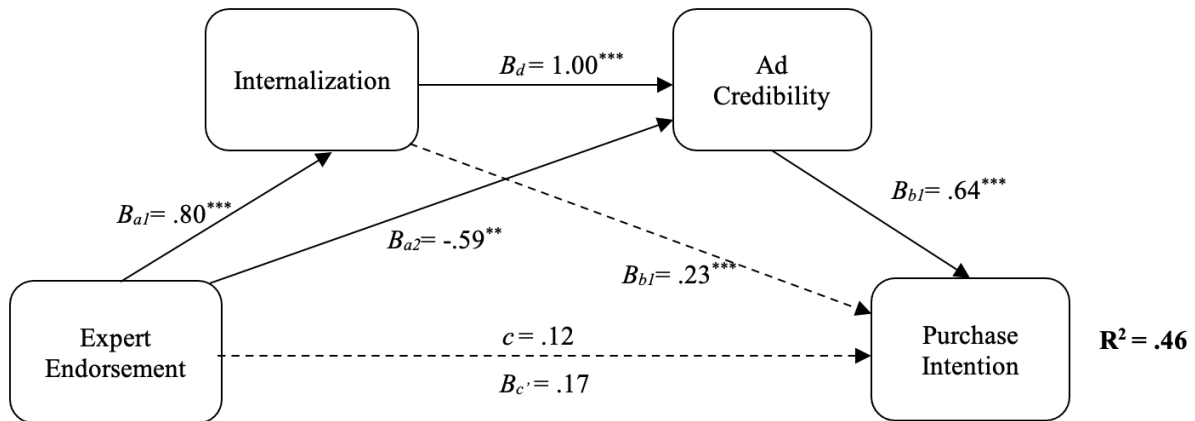 Internalization
B_d = 1.00***
Ad
Credibility
B_a1 = .80***
B_a2 = -.59**
B_b1 = .64***
B_b1 = .23***
Expert
Endorsement
c = .12
B_c' = .17
Purchase
Intention
R² = .46